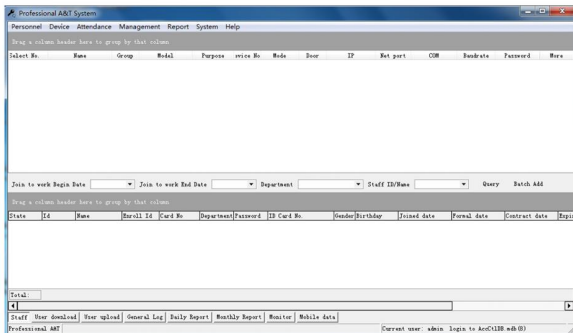 Professional A&T System
Personnel Device Attendance Management Report System Help
Drag a column header here to group by that column
Select No. Name Group Model Purpose rvice No Mode Door IP Net port COM Baudrate Password More
Join to work Begin Date Join to work End Date Department Staff ID/Name Query Batch Add
Drag a column header here to group by that column
State Id Name Enroll Id Card No Department Password ID Card No. Gender Birthday Joined date Formal date Contract date Expir
Total:
Staff User download User upload General Log Daily Report Monthly Report Monitor Mobile data
Professional A&T Current user: admin login to AccCtlDB.mdb(8)